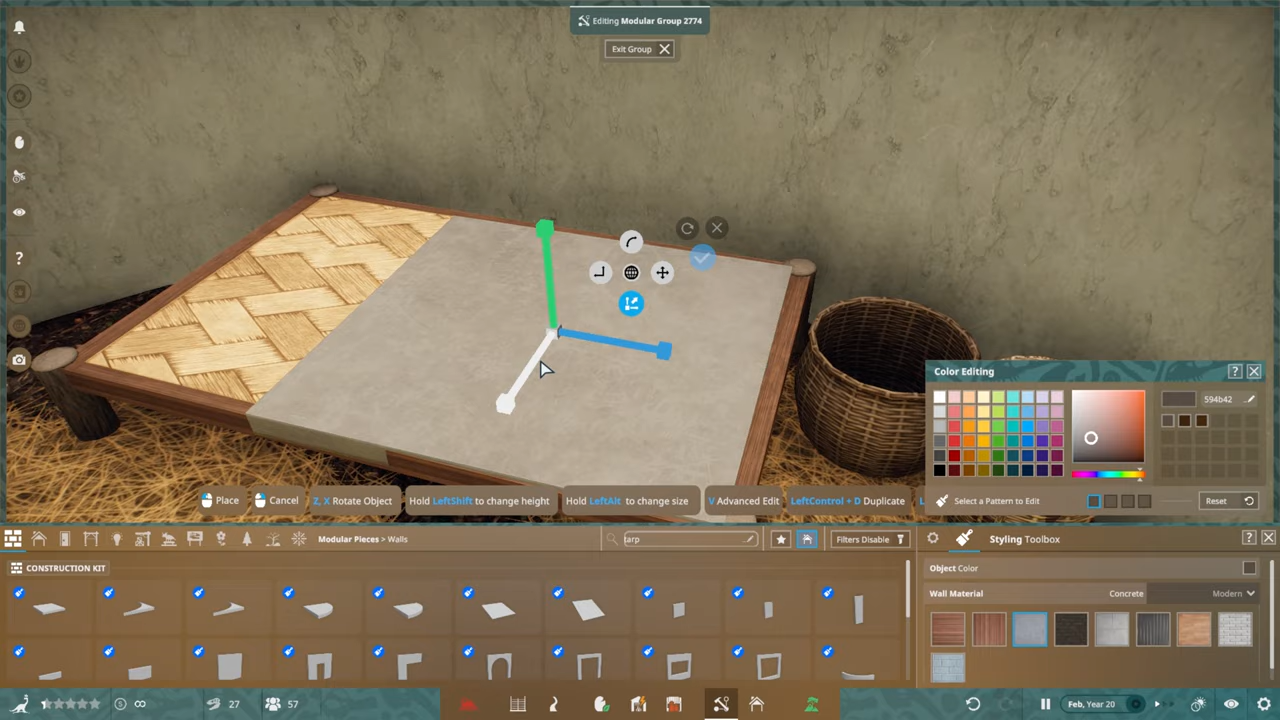 Editing Modular Group 2774
Exit Group
Color Editing
?
594b42
Select a Pattern to Edit
Reset
Place
Cancel
Z, X Rotate Object
Hold LeftShift to change height
Hold LeftAlt to change size
V Advanced Edit
LeftControl + D Duplicate
L
?
Modular Pieces > Walls
tarp
Filters Disable
Styling Toolbox
?
CONSTRUCTION KIT
Object Color
Wall Material
Concrete
Modern
27
57
Feb, Year 20